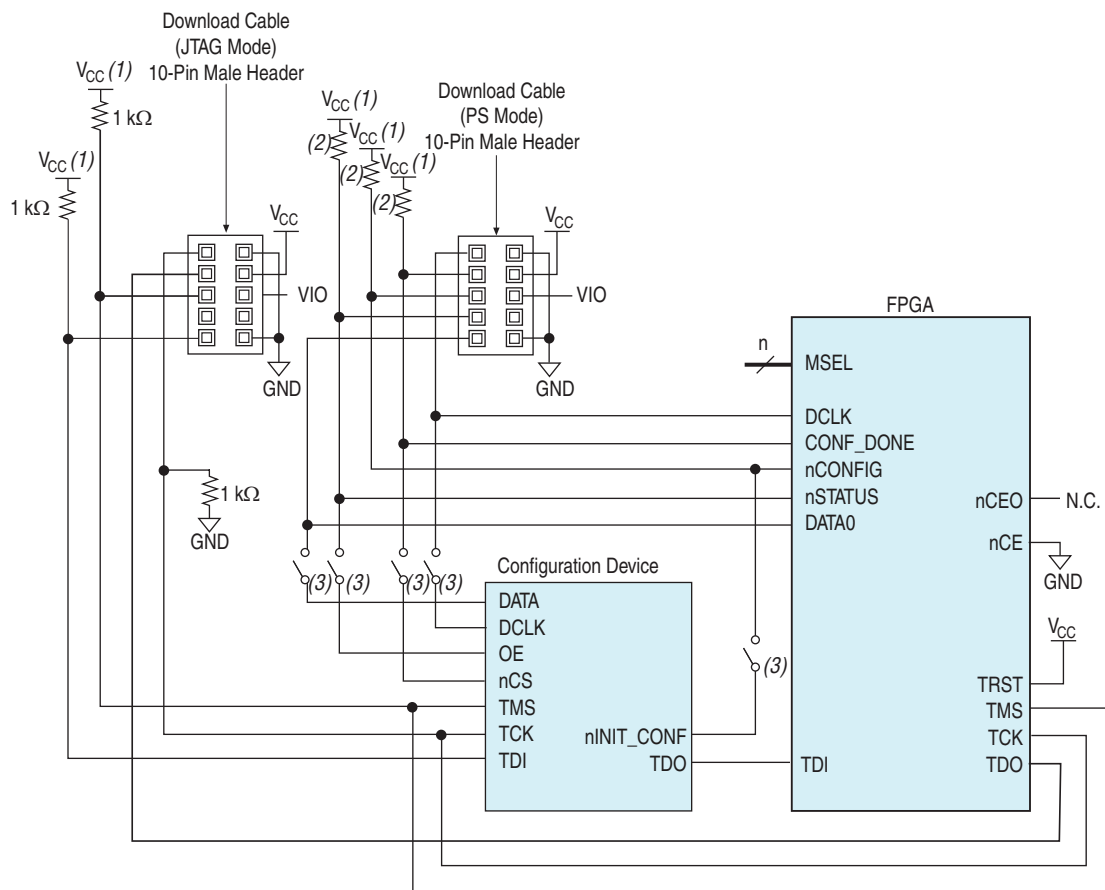 Download Cable
(JTAG Mode)
10-Pin Male Header
VCC (1)
1 kΩ
VCC (1)
1 kΩ
VCC
VIO
GND
1 kΩ
GND
Download Cable
(PS Mode)
10-Pin Male Header
VCC (1)
(2)
VCC (1)
(2)
VCC (1)
(2)
VCC
VIO
GND
FPGA
n
MSEL
DCLK
CONF_DONE
nCONFIG
nSTATUS
DATA0
nCEO
N.C.
nCE
GND
VCC
TRST
TMS
TCK
TDO
TDI
(3)
(3)
(3)
(3)
(3)
Configuration Device
DATA
DCLK
OE
nCS
TMS
TCK
TDI
nINIT_CONF
TDO